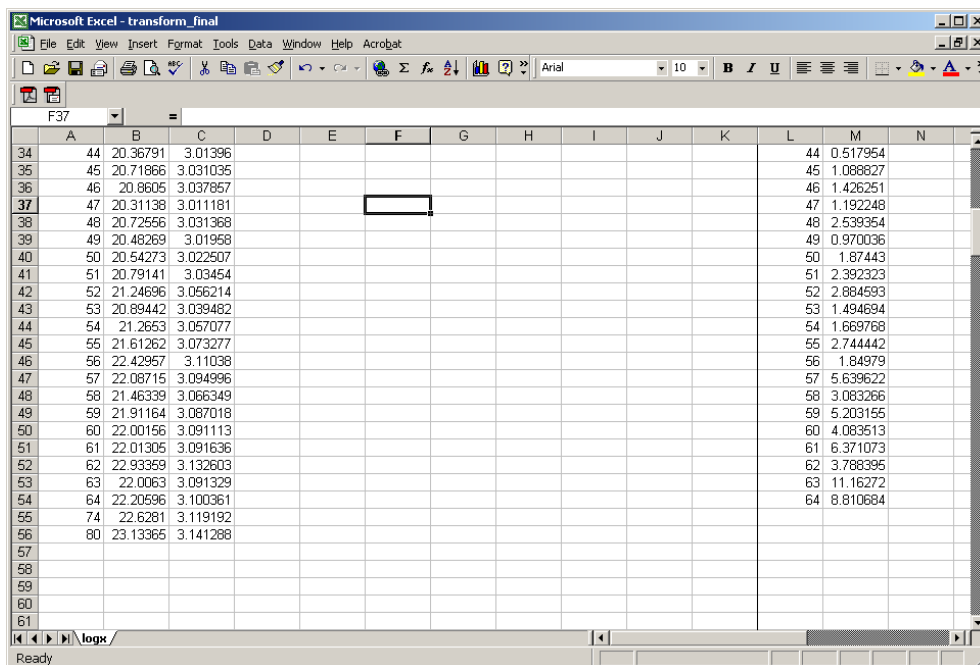 Microsoft Excel - transform_final
File Edit View Insert Format Tools Data Window Help Acrobat
Arial 10 B I U
F37 =
A B C D E F G H I J K L M N
34 44 20.36791 3.01396 44 0.517954
35 45 20.71866 3.031035 45 1.088827
36 46 20.8605 3.037857 46 1.426251
37 47 20.31138 3.011181 47 1.192248
38 48 20.72556 3.031368 48 2.539354
39 49 20.48269 3.01958 49 0.970036
40 50 20.54273 3.022507 50 1.87443
41 51 20.79141 3.03454 51 2.392323
42 52 21.24696 3.056214 52 2.884593
43 53 20.89442 3.039482 53 1.494694
44 54 21.2653 3.057077 54 1.669768
45 55 21.61262 3.073277 55 2.744442
46 56 22.42957 3.11038 56 1.84979
47 57 22.08715 3.094996 57 5.639622
48 58 21.46339 3.066349 58 3.083266
49 59 21.91164 3.087018 59 5.203155
50 60 22.00156 3.091113 60 4.083513
51 61 22.01305 3.091636 61 6.371073
52 62 22.93359 3.132603 62 3.788395
53 63 22.0063 3.091329 63 11.16272
54 64 22.20596 3.100361 64 8.810684
55 74 22.6281 3.119192
56 80 23.13365 3.141288
57
58
59
60
61
logx
Ready